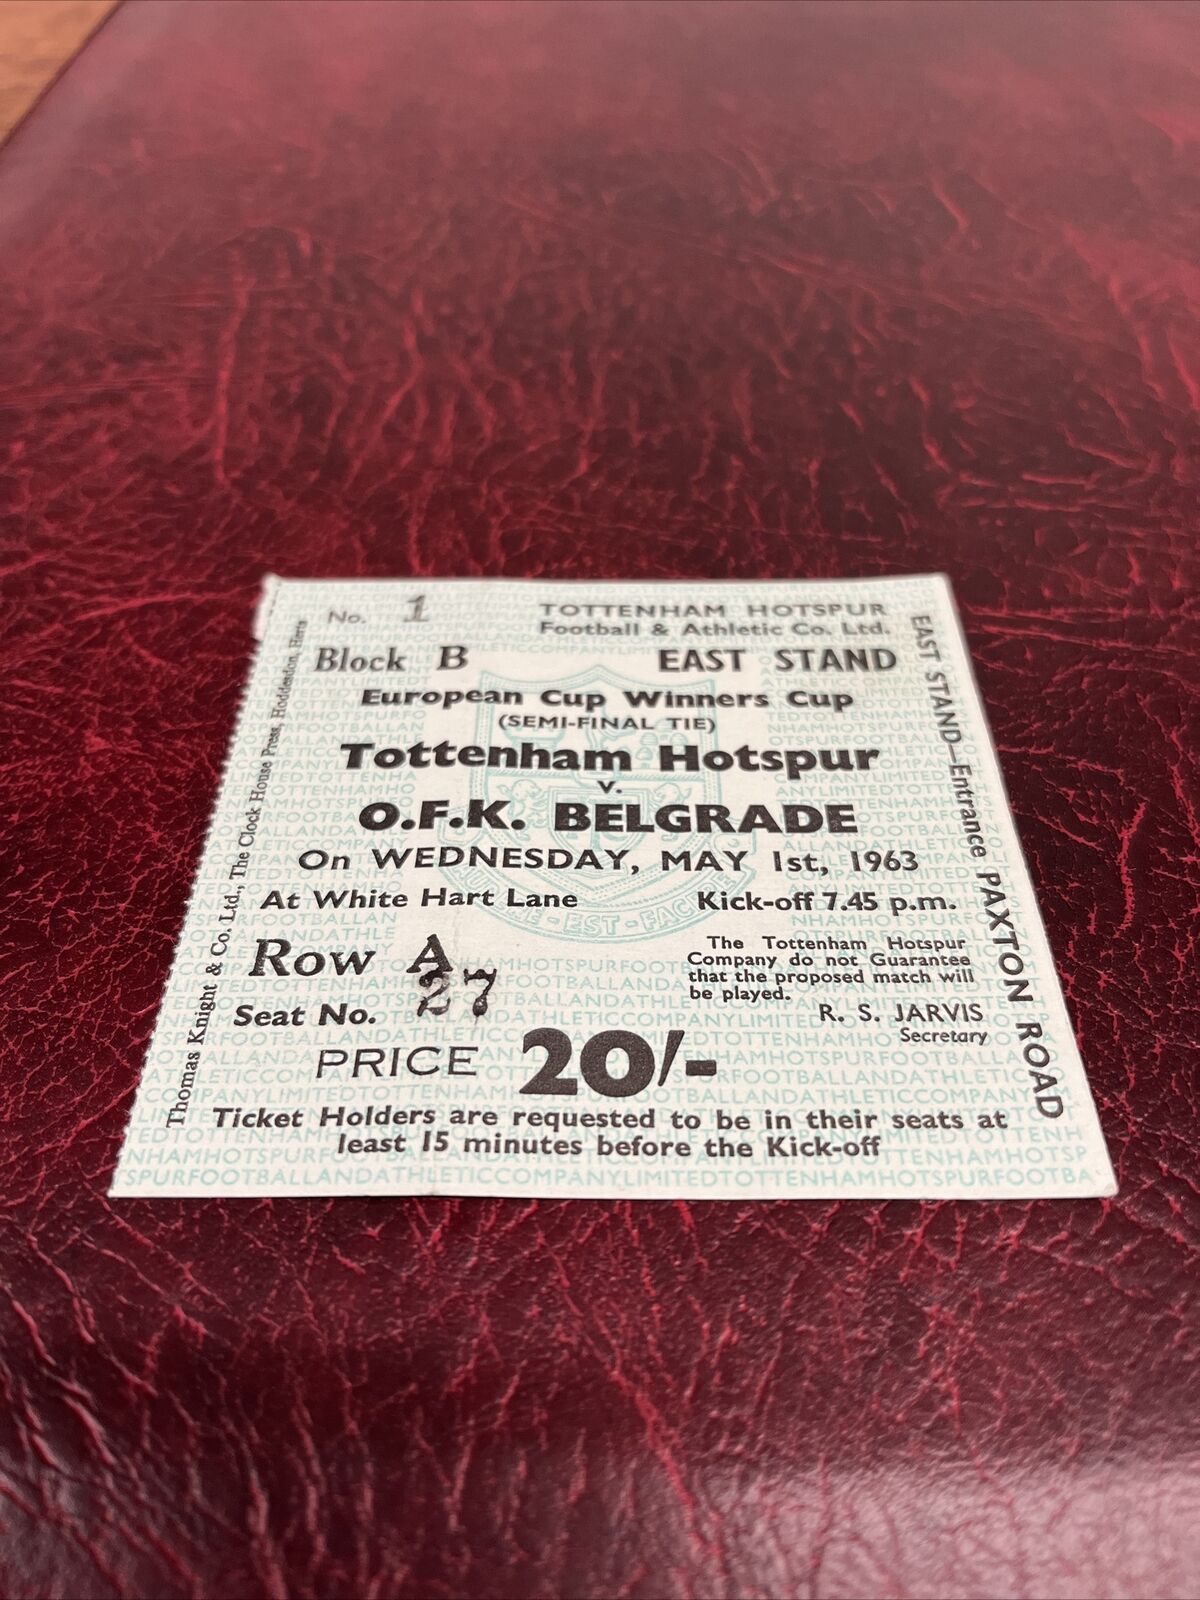 No. 1
TOTTENHAM HOTSPUR
Football & Athletic Co. Ltd.
Block B
EAST STAND
European Cup Winners Cup
(SEMI-FINAL TIE)
Tottenham Hotspur
v.
O.F.K. BELGRADE
On WEDNESDAY, MAY 1st, 1963
At White Hart Lane
Kick-off 7.45 p.m.
Row A
Seat No. 27
The Tottenham Hotspur
Company do not Guarantee
that the proposed match will
be played.
R. S. JARVIS
Secretary
PRICE 20/-
Ticket Holders are requested to be in their seats at
least 15 minutes before the Kick-off
EAST STAND—Entrance PAXTON ROAD
Thomas Knight & Co. Ltd., The Clock House Press, Hoddesdon, Herts